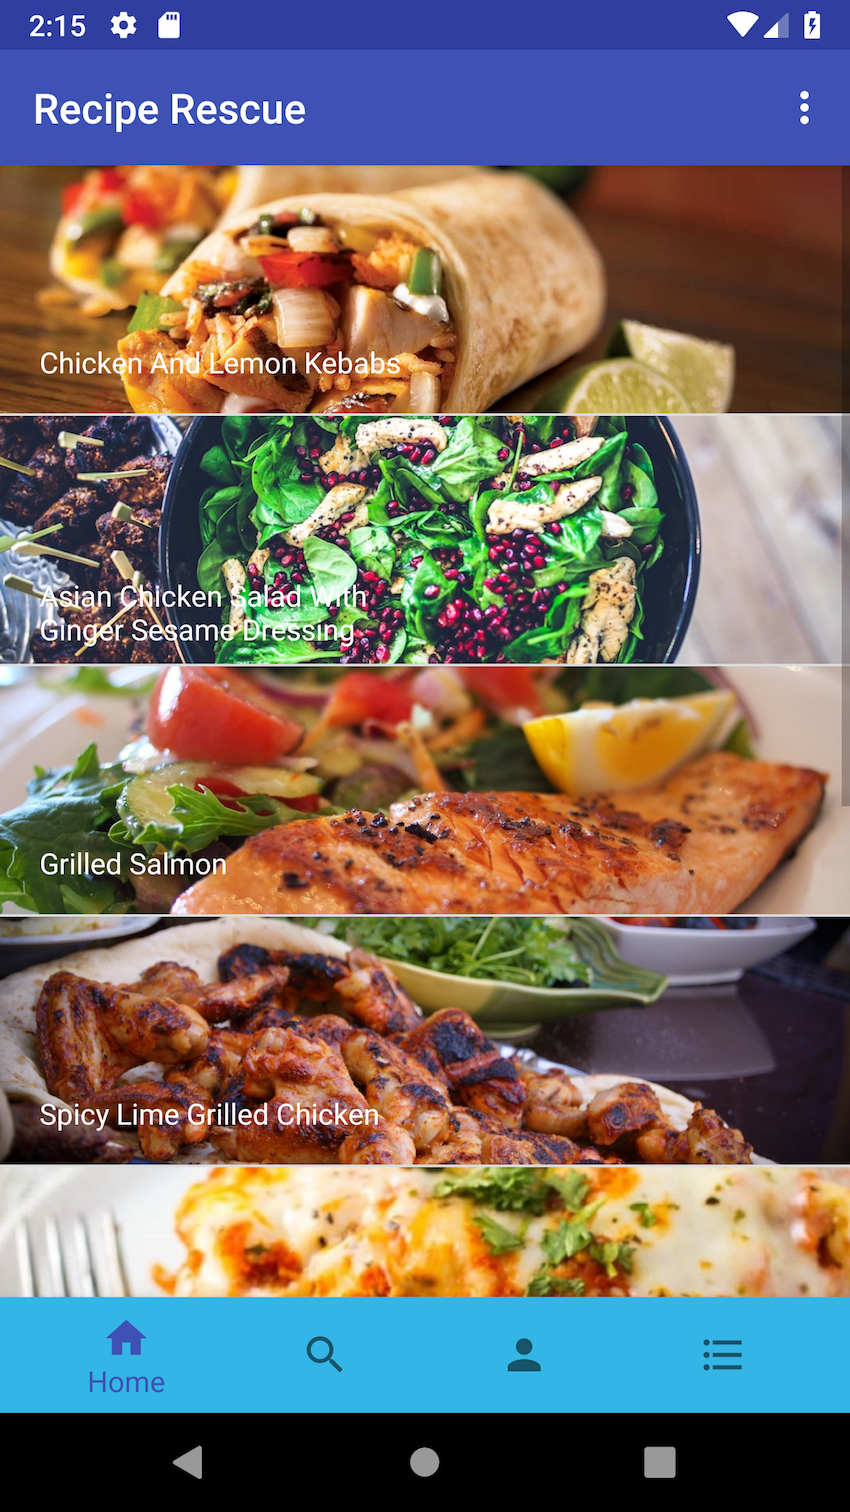 2:15
Recipe Rescue
Chicken And Lemon Kebabs
Asian Chicken Salad With
Ginger Sesame Dressing
Grilled Salmon
Spicy Lime Grilled Chicken
Home